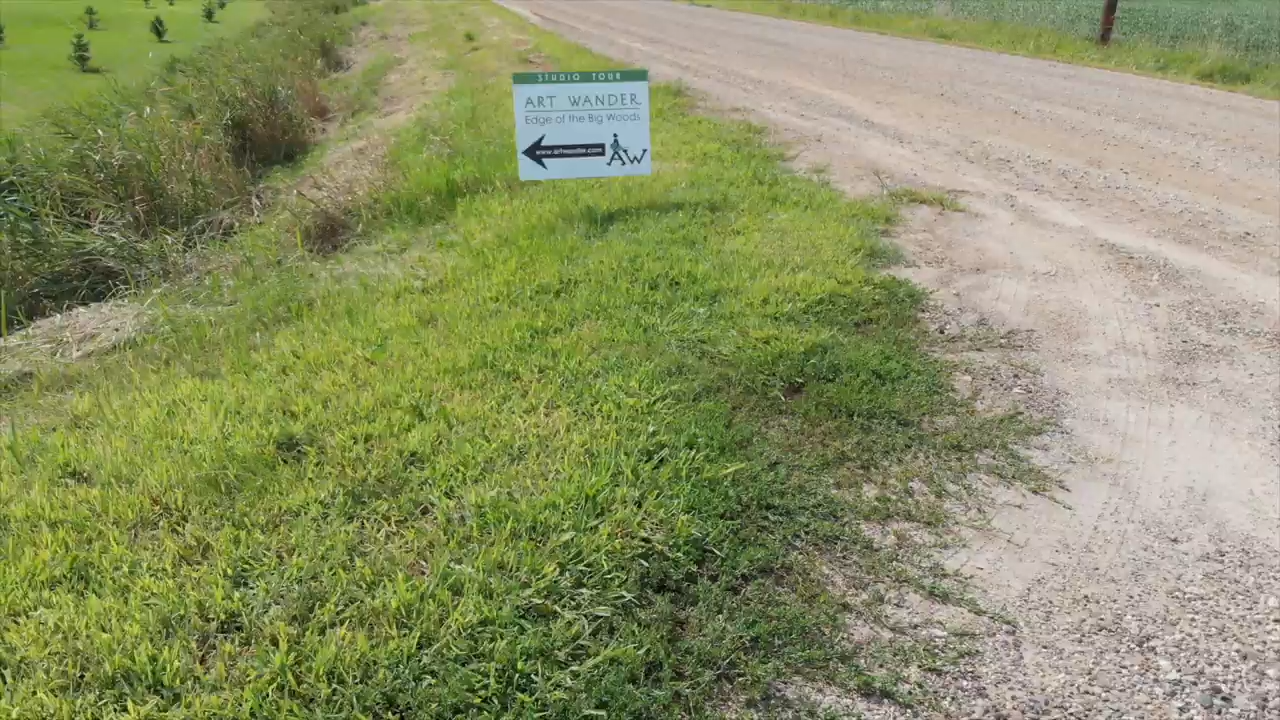 STUDIO TOUR
ART WANDER
Edge of the Big Woods
www.artwander.com
AW